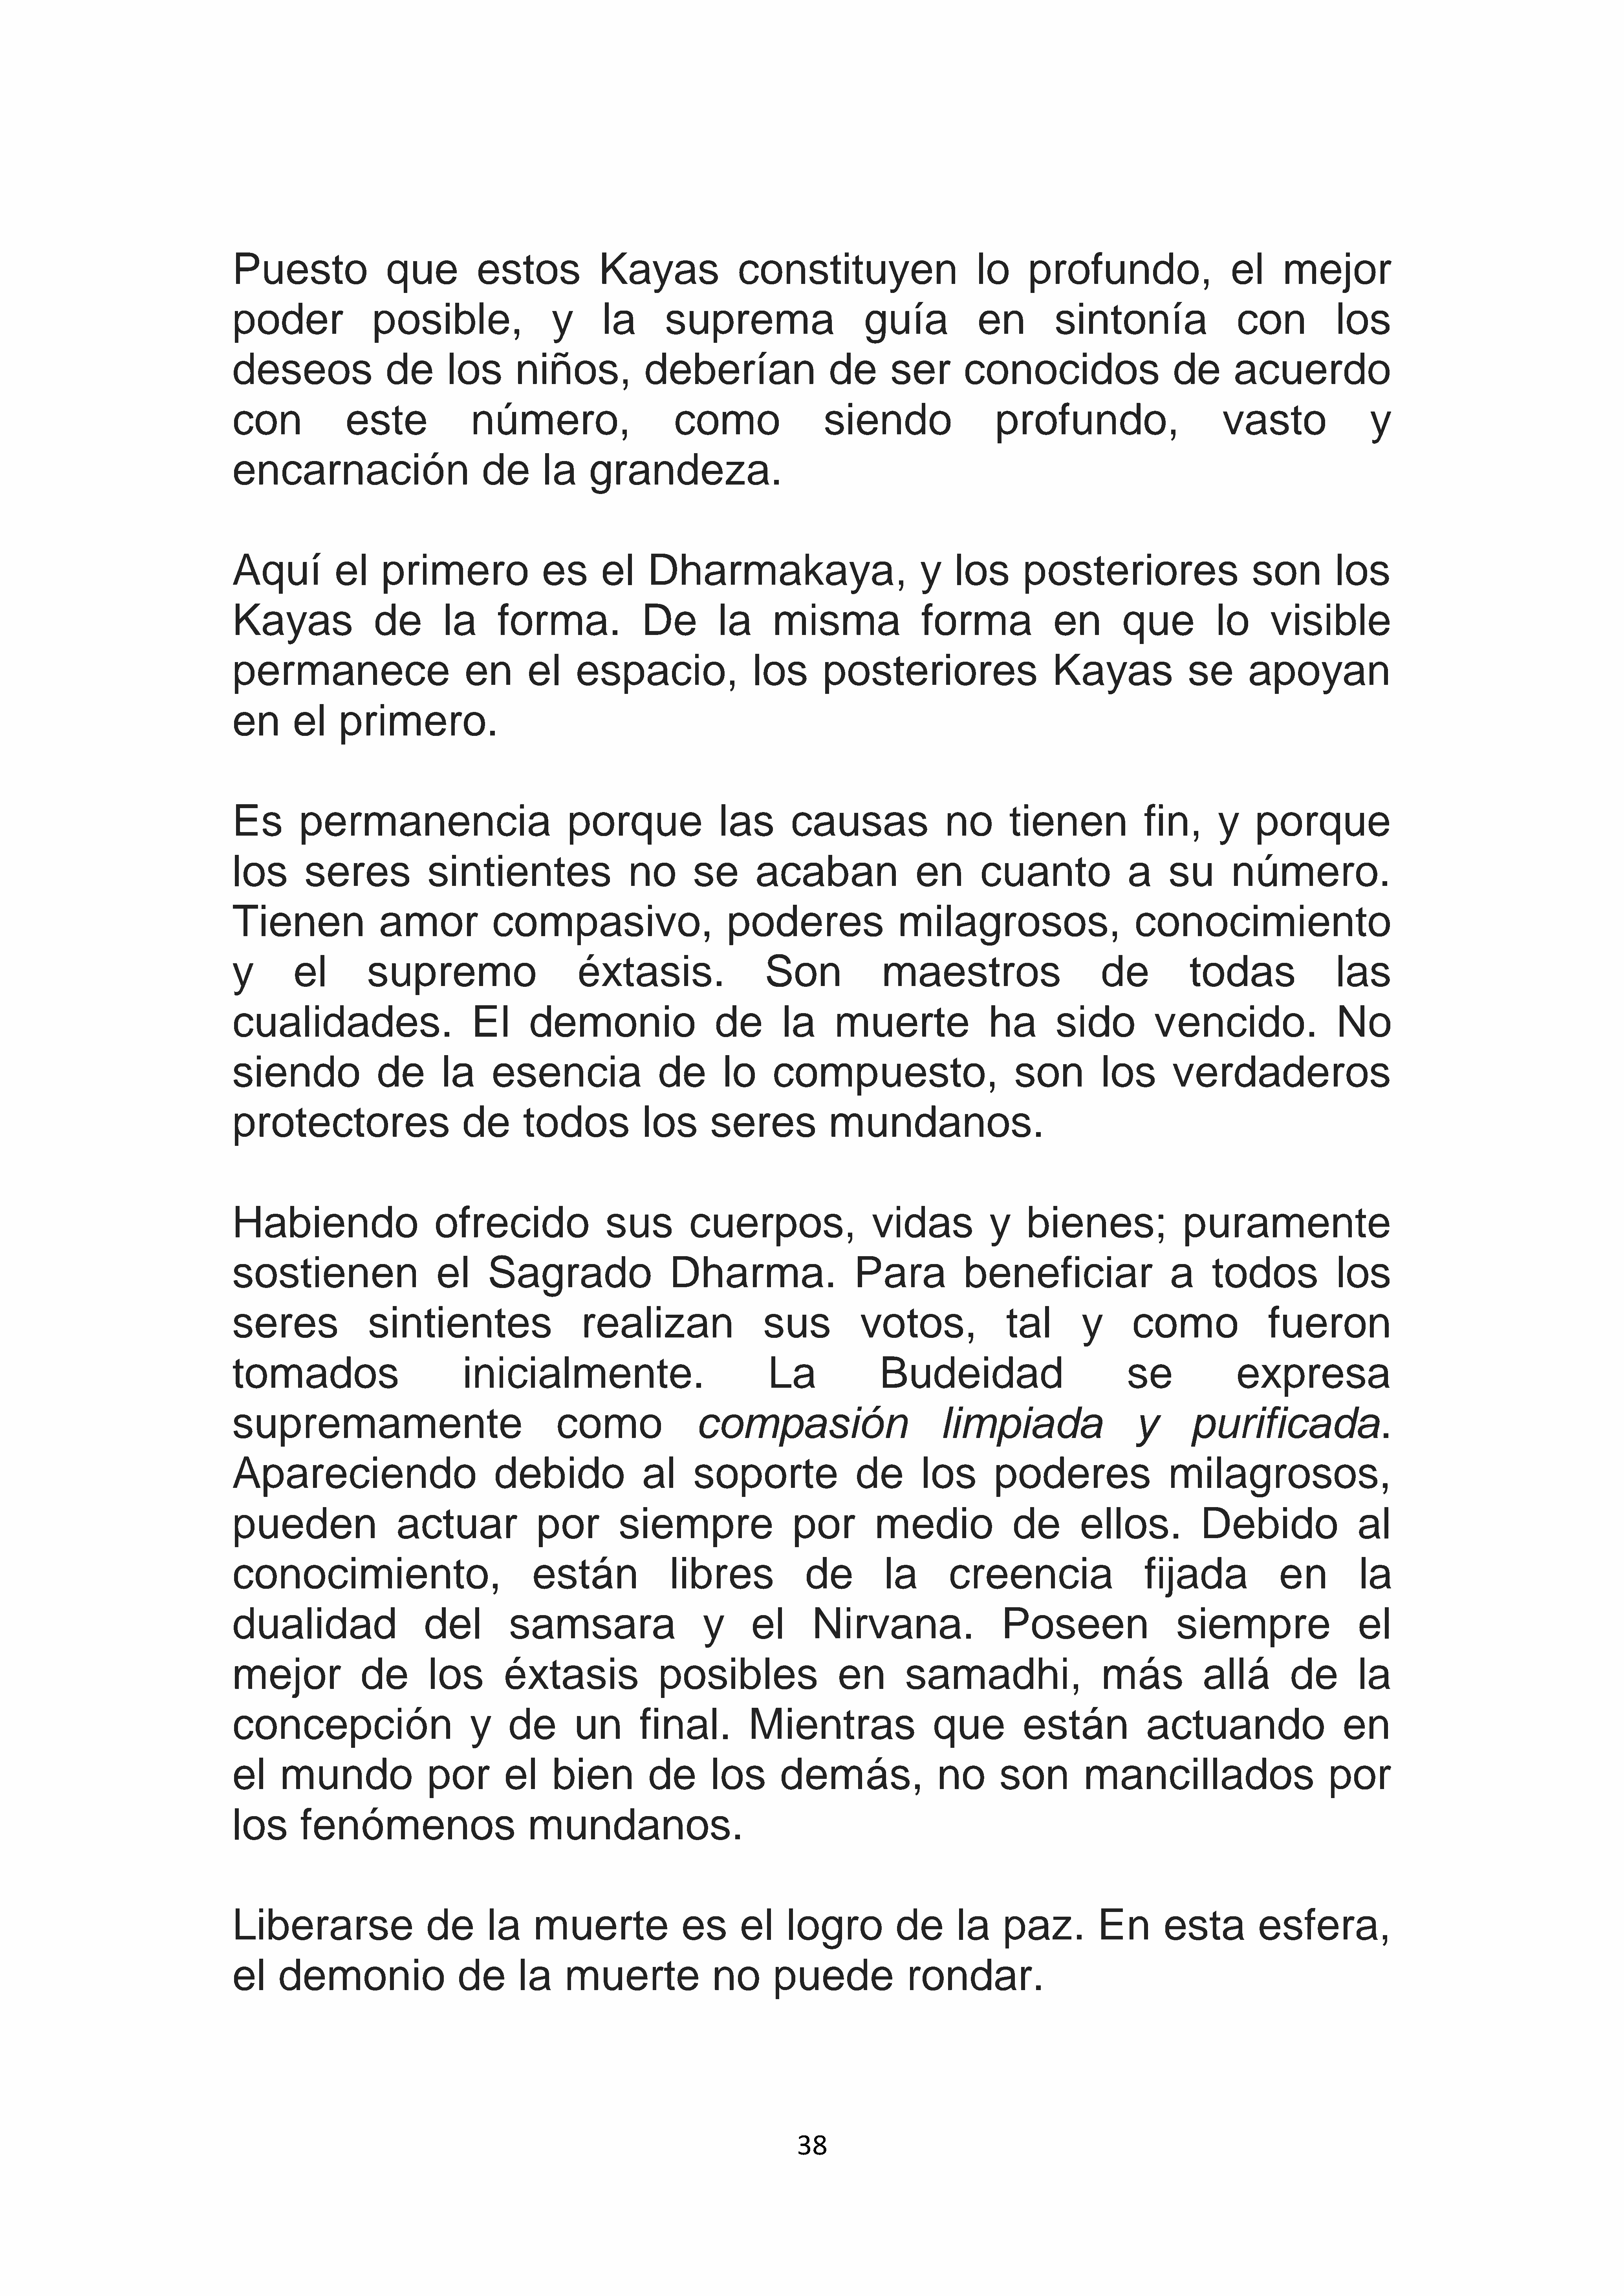 Puesto que estos Kayas constituyen lo profundo, el mejor
poder posible, y la suprema guía en sintonía con los
deseos de los niños, deberían de ser conocidos de acuerdo
con este número, como siendo profundo, vasto y
encarnación de la grandeza.

Aquí el primero es el Dharmakaya, y los posteriores son los
Kayas de la forma. De la misma forma en que lo visible
permanece en el espacio, los posteriores Kayas se apoyan
en el primero.

Es permanencia porque las causas no tienen fin, y porque
los seres sintientes no se acaban en cuanto a su número.
Tienen amor compasivo, poderes milagrosos, conocimiento
y el supremo éxtasis. Son maestros de todas las
cualidades. El demonio de la muerte ha sido vencido. No
siendo de la esencia de lo compuesto, son los verdaderos
protectores de todos los seres mundanos.

Habiendo ofrecido sus cuerpos, vidas y bienes; puramente
sostienen el Sagrado Dharma. Para beneficiar a todos los
seres sintientes realizan sus votos, tal y como fueron
tomados inicialmente. La Budeidad se expresa
supremamente como compasión limpiada y purificada.
Apareciendo debido al soporte de los poderes milagrosos,
pueden actuar por siempre por medio de ellos. Debido al
conocimiento, están libres de la creencia fijada en la
dualidad del samsara y el Nirvana. Poseen siempre el
mejor de los éxtasis posibles en samadhi, más allá de la
concepción y de un final. Mientras que están actuando en
el mundo por el bien de los demás, no son mancillados por
los fenómenos mundanos.

Liberarse de la muerte es el logro de la paz. En esta esfera,
el demonio de la muerte no puede rondar.

38